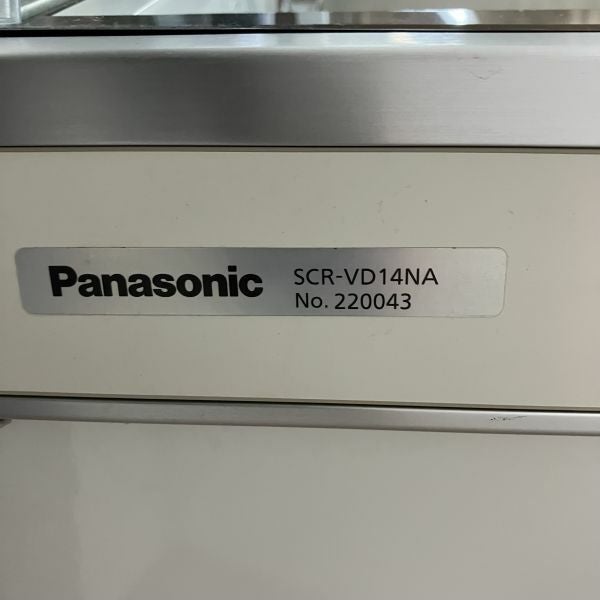 Panasonic SCR-VD14NA
No. 220043